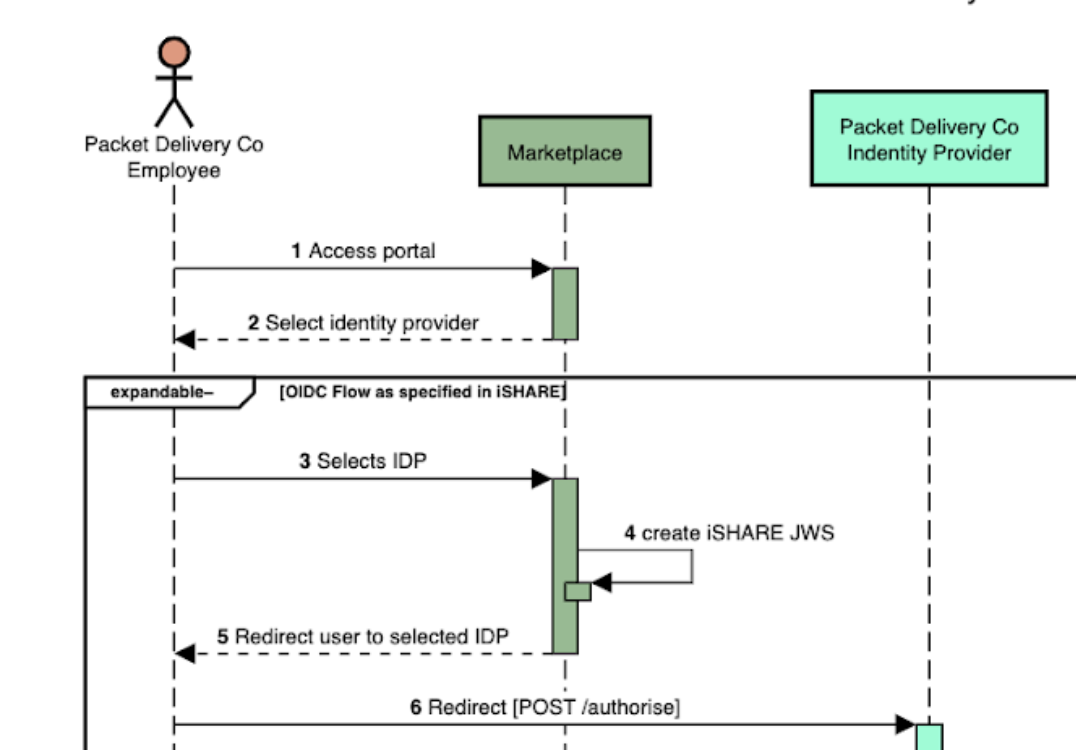 Packet Delivery Co
Employee
Marketplace
Packet Delivery Co
Indentity Provider
1 Access portal
2 Select identity provider
expandable–
[OIDC Flow as specified in iSHARE]
3 Selects IDP
4 create iSHARE JWS
5 Redirect user to selected IDP
6 Redirect [POST /authorise]